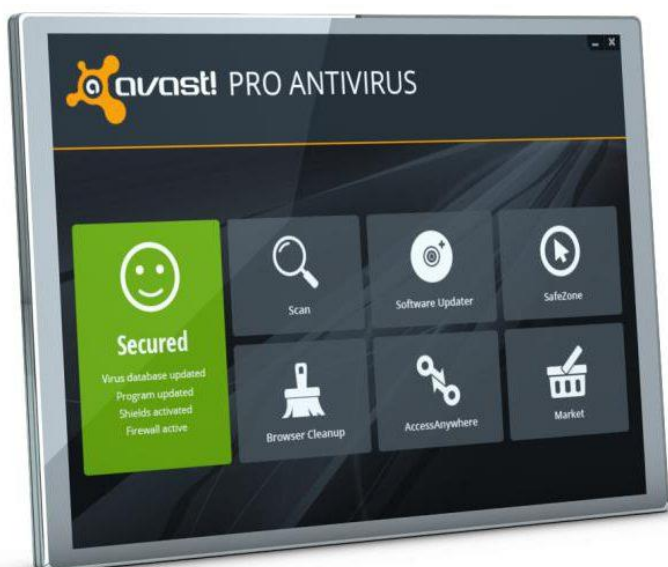 a avast! PRO ANTIVIRUS
Secured
Virus database updated
Program updated
Shields activated
Firewall active
Scan
Software Updater
SafeZone
Browser Cleanup
AccessAnywhere
Market